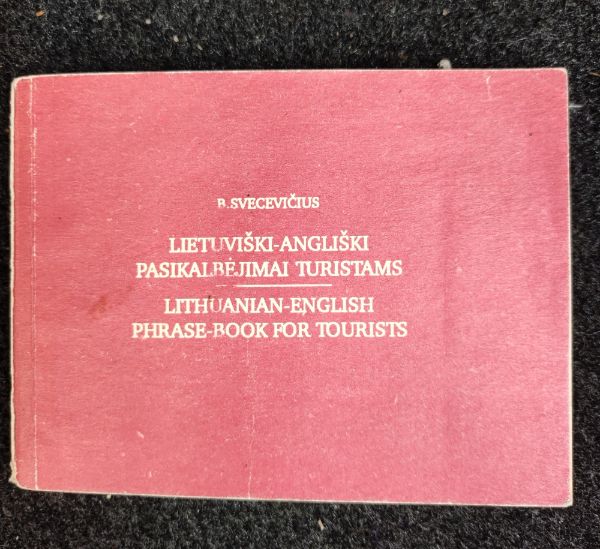 B. SVECEVIČIUS
LIETUVIŠKI-ANGLIŠKI
PASIKALBĖJIMAI TURISTAMS
LITHUANIAN-ENGLISH
PHRASE-BOOK FOR TOURISTS